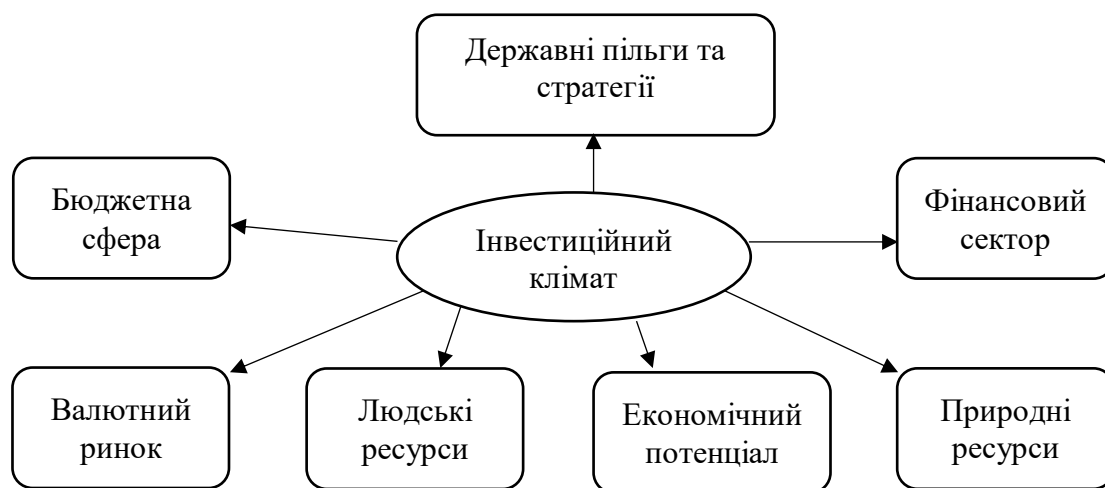 Державні пільги та
стратегії
Бюджетна
сфера
Інвестиційний
клімат
Фінансовий
сектор
Валютний
ринок
Людські
ресурси
Економічний
потенціал
Природні
ресурси